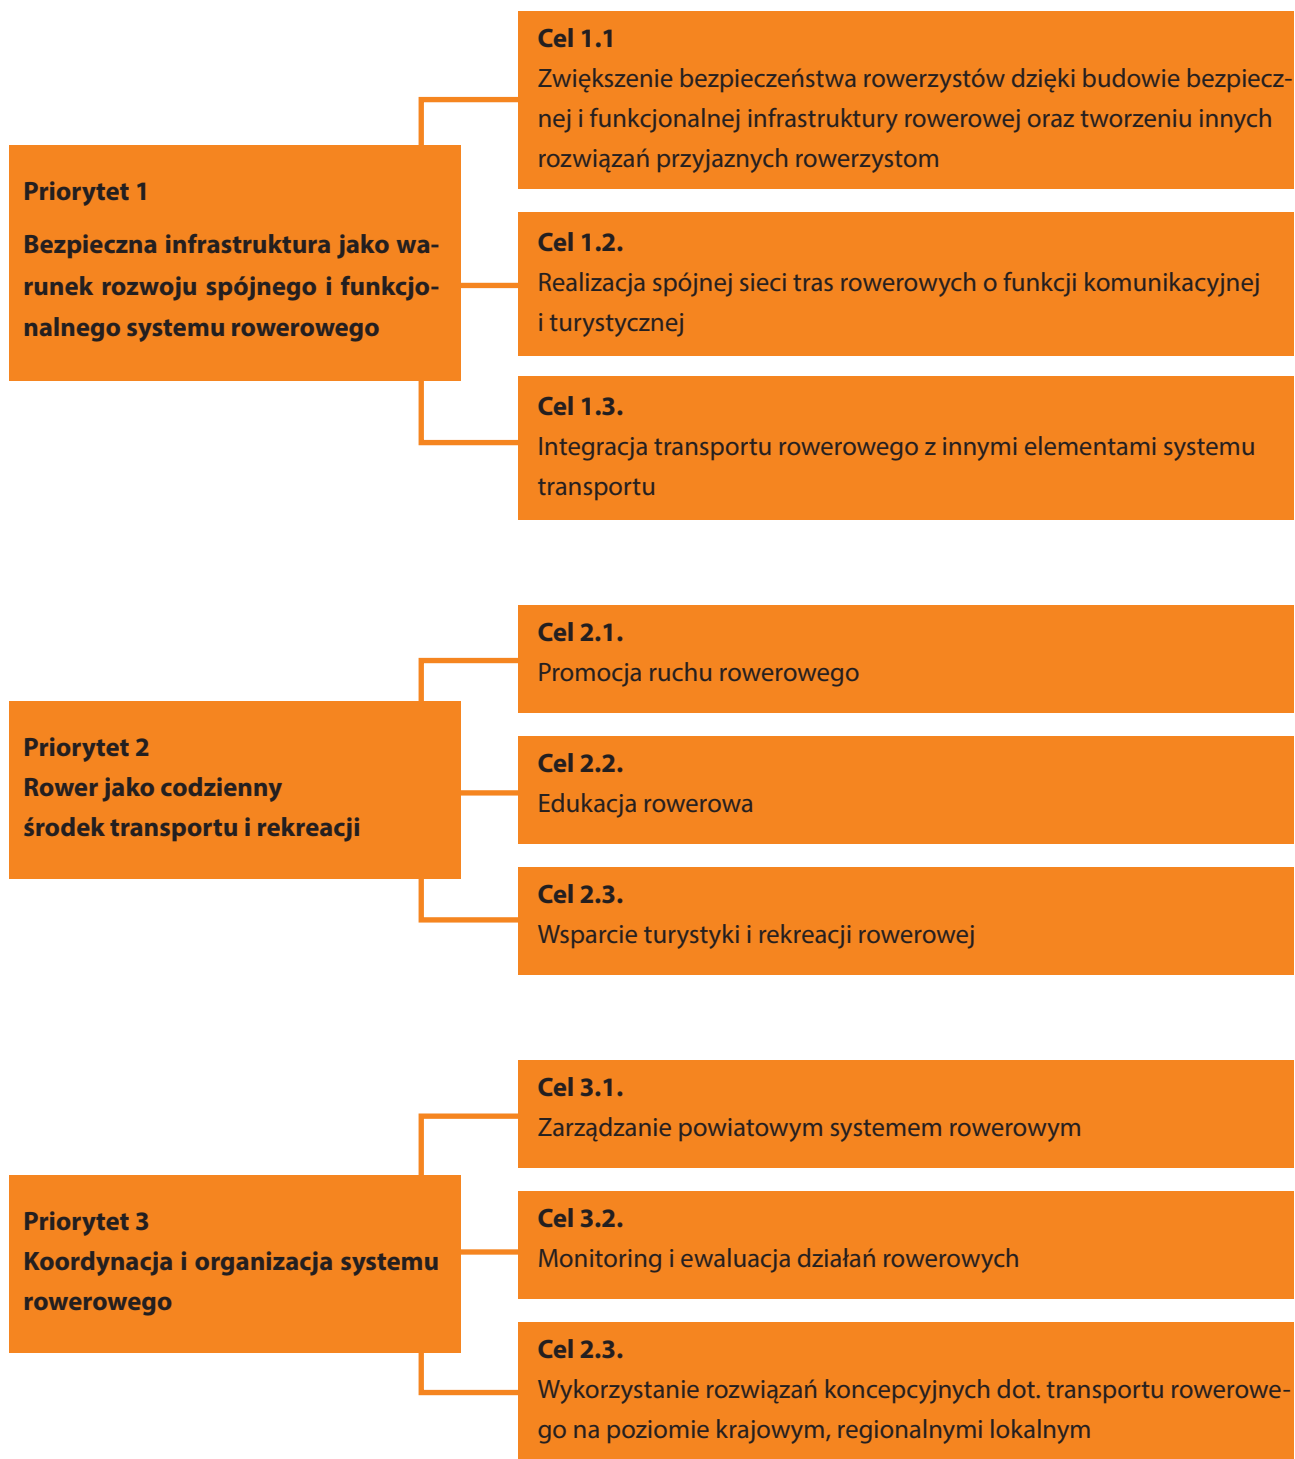 Priorytet 1
Bezpieczna infrastruktura jako wa-
runek rozwoju spójnego i funkcjo-
nalnego systemu rowerowego
Cel 1.1
Zwiększenie bezpieczeństwa rowerzystów dzięki budowie bezpiecz-
nej i funkcjonalnej infrastruktury rowerowej oraz tworzeniu innych
rozwiązań przyjaznych rowerzystom
Cel 1.2.
Realizacja spójnej sieci tras rowerowych o funkcji komunikacyjnej
i turystycznej
Cel 1.3.
Integracja transportu rowerowego z innymi elementami systemu
transportu
Priorytet 2
Rower jako codzienny
środek transportu i rekreacji
Cel 2.1.
Promocja ruchu rowerowego
Cel 2.2.
Edukacja rowerowa
Cel 2.3.
Wsparcie turystyki i rekreacji rowerowej
Priorytet 3
Koordynacja i organizacja systemu
rowerowego
Cel 3.1.
Zarządzanie powiatowym systemem rowerowym
Cel 3.2.
Monitoring i ewaluacja działań rowerowych
Cel 2.3.
Wykorzystanie rozwiązań koncepcyjnych dot. transportu rowerowe-
go na poziomie krajowym, regionalnymi lokalnym